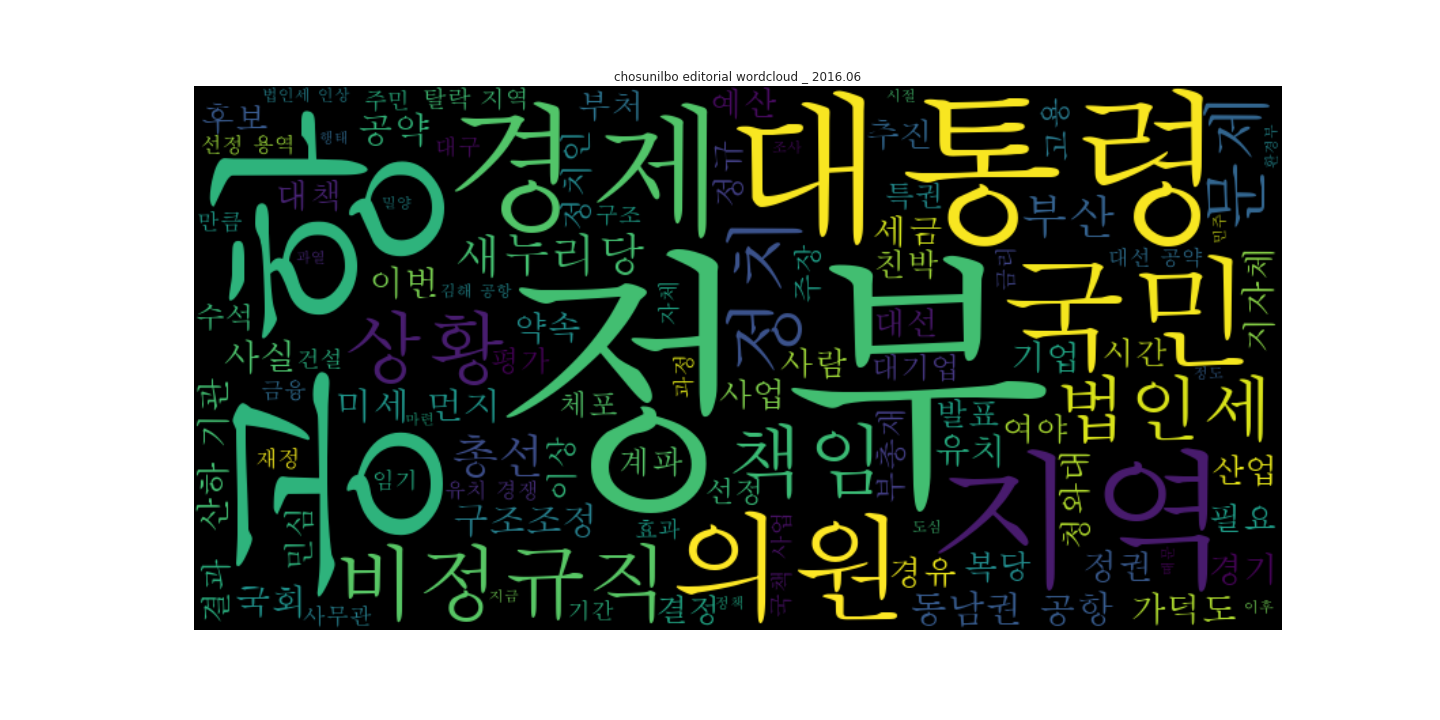 chosunilbo editorial wordcloud _ 2016.06
법인세 인상
주민
탈락 지역
부처
예산
시절
후보
공약
경제
대통령
추진
고용
문제
환경부
선정 용역
행태
대구
정치인
정규
조사
공항
대책
밀양
구조
특권
부산
세금
민주
만큼
새누리당
정치
주장
친박
금리
대선 공약
과열
이번
김해 공항
자체
정부
국민
지자체
수석
상황
약속
대선
사실
건설
평가
과정
사람
대기업
기업
시간
금융
미세 먼지
체포
사업
정도
산하 기관
마련
발표
법인세
여야
총선
이상
계파
책임
부총재
유치
재정
임기
유치 경쟁
선정
지역
청와대
산업
민심
구조조정
효과
의원
도심
필요
결과
국회
비정규직
국책 사업
경유
복당
정권
경기
사무관
지금
기간
결정
정책
동남권 공항
가덕도
이후